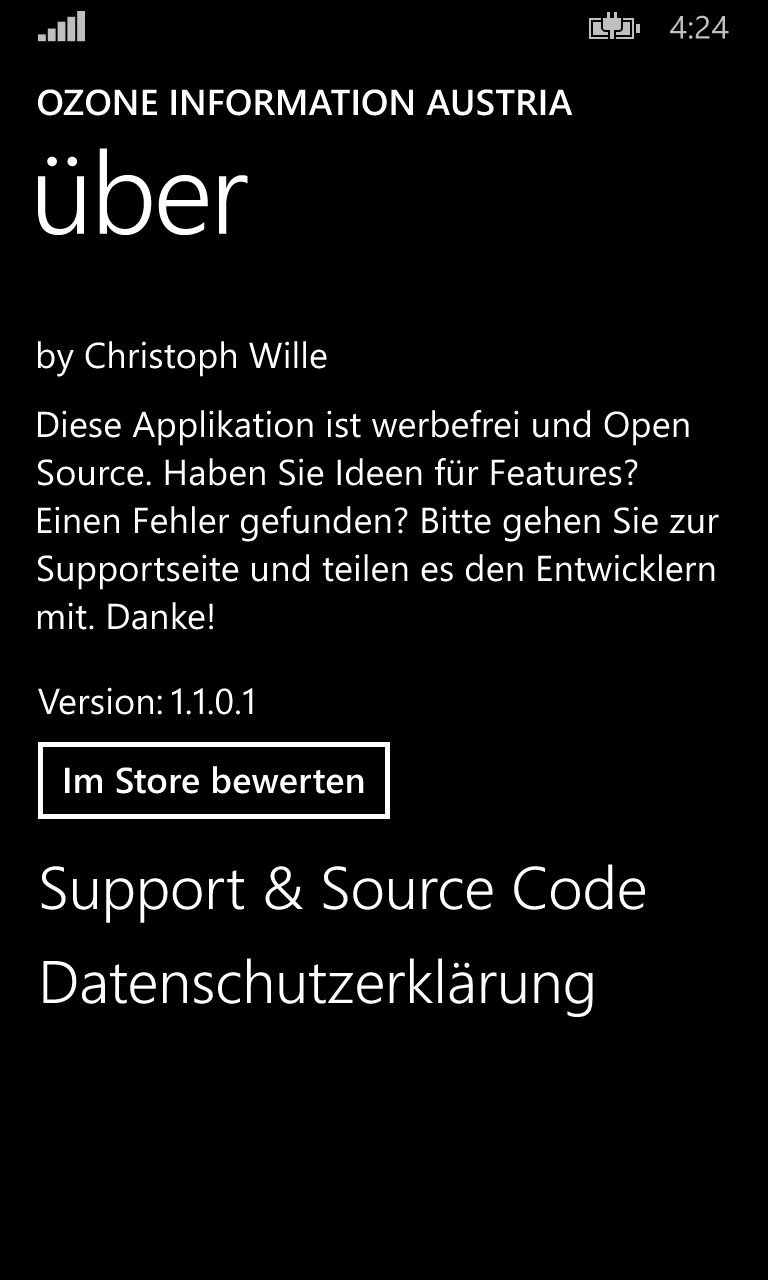 4:24
OZONE INFORMATION AUSTRIA
über
by Christoph Wille
Diese Applikation ist werbefrei und Open
Source. Haben Sie Ideen für Features?
Einen Fehler gefunden? Bitte gehen Sie zur
Supportseite und teilen es den Entwicklern
mit. Danke!
Version: 1.1.0.1
Im Store bewerten
Support & Source Code
Datenschutzerklärung